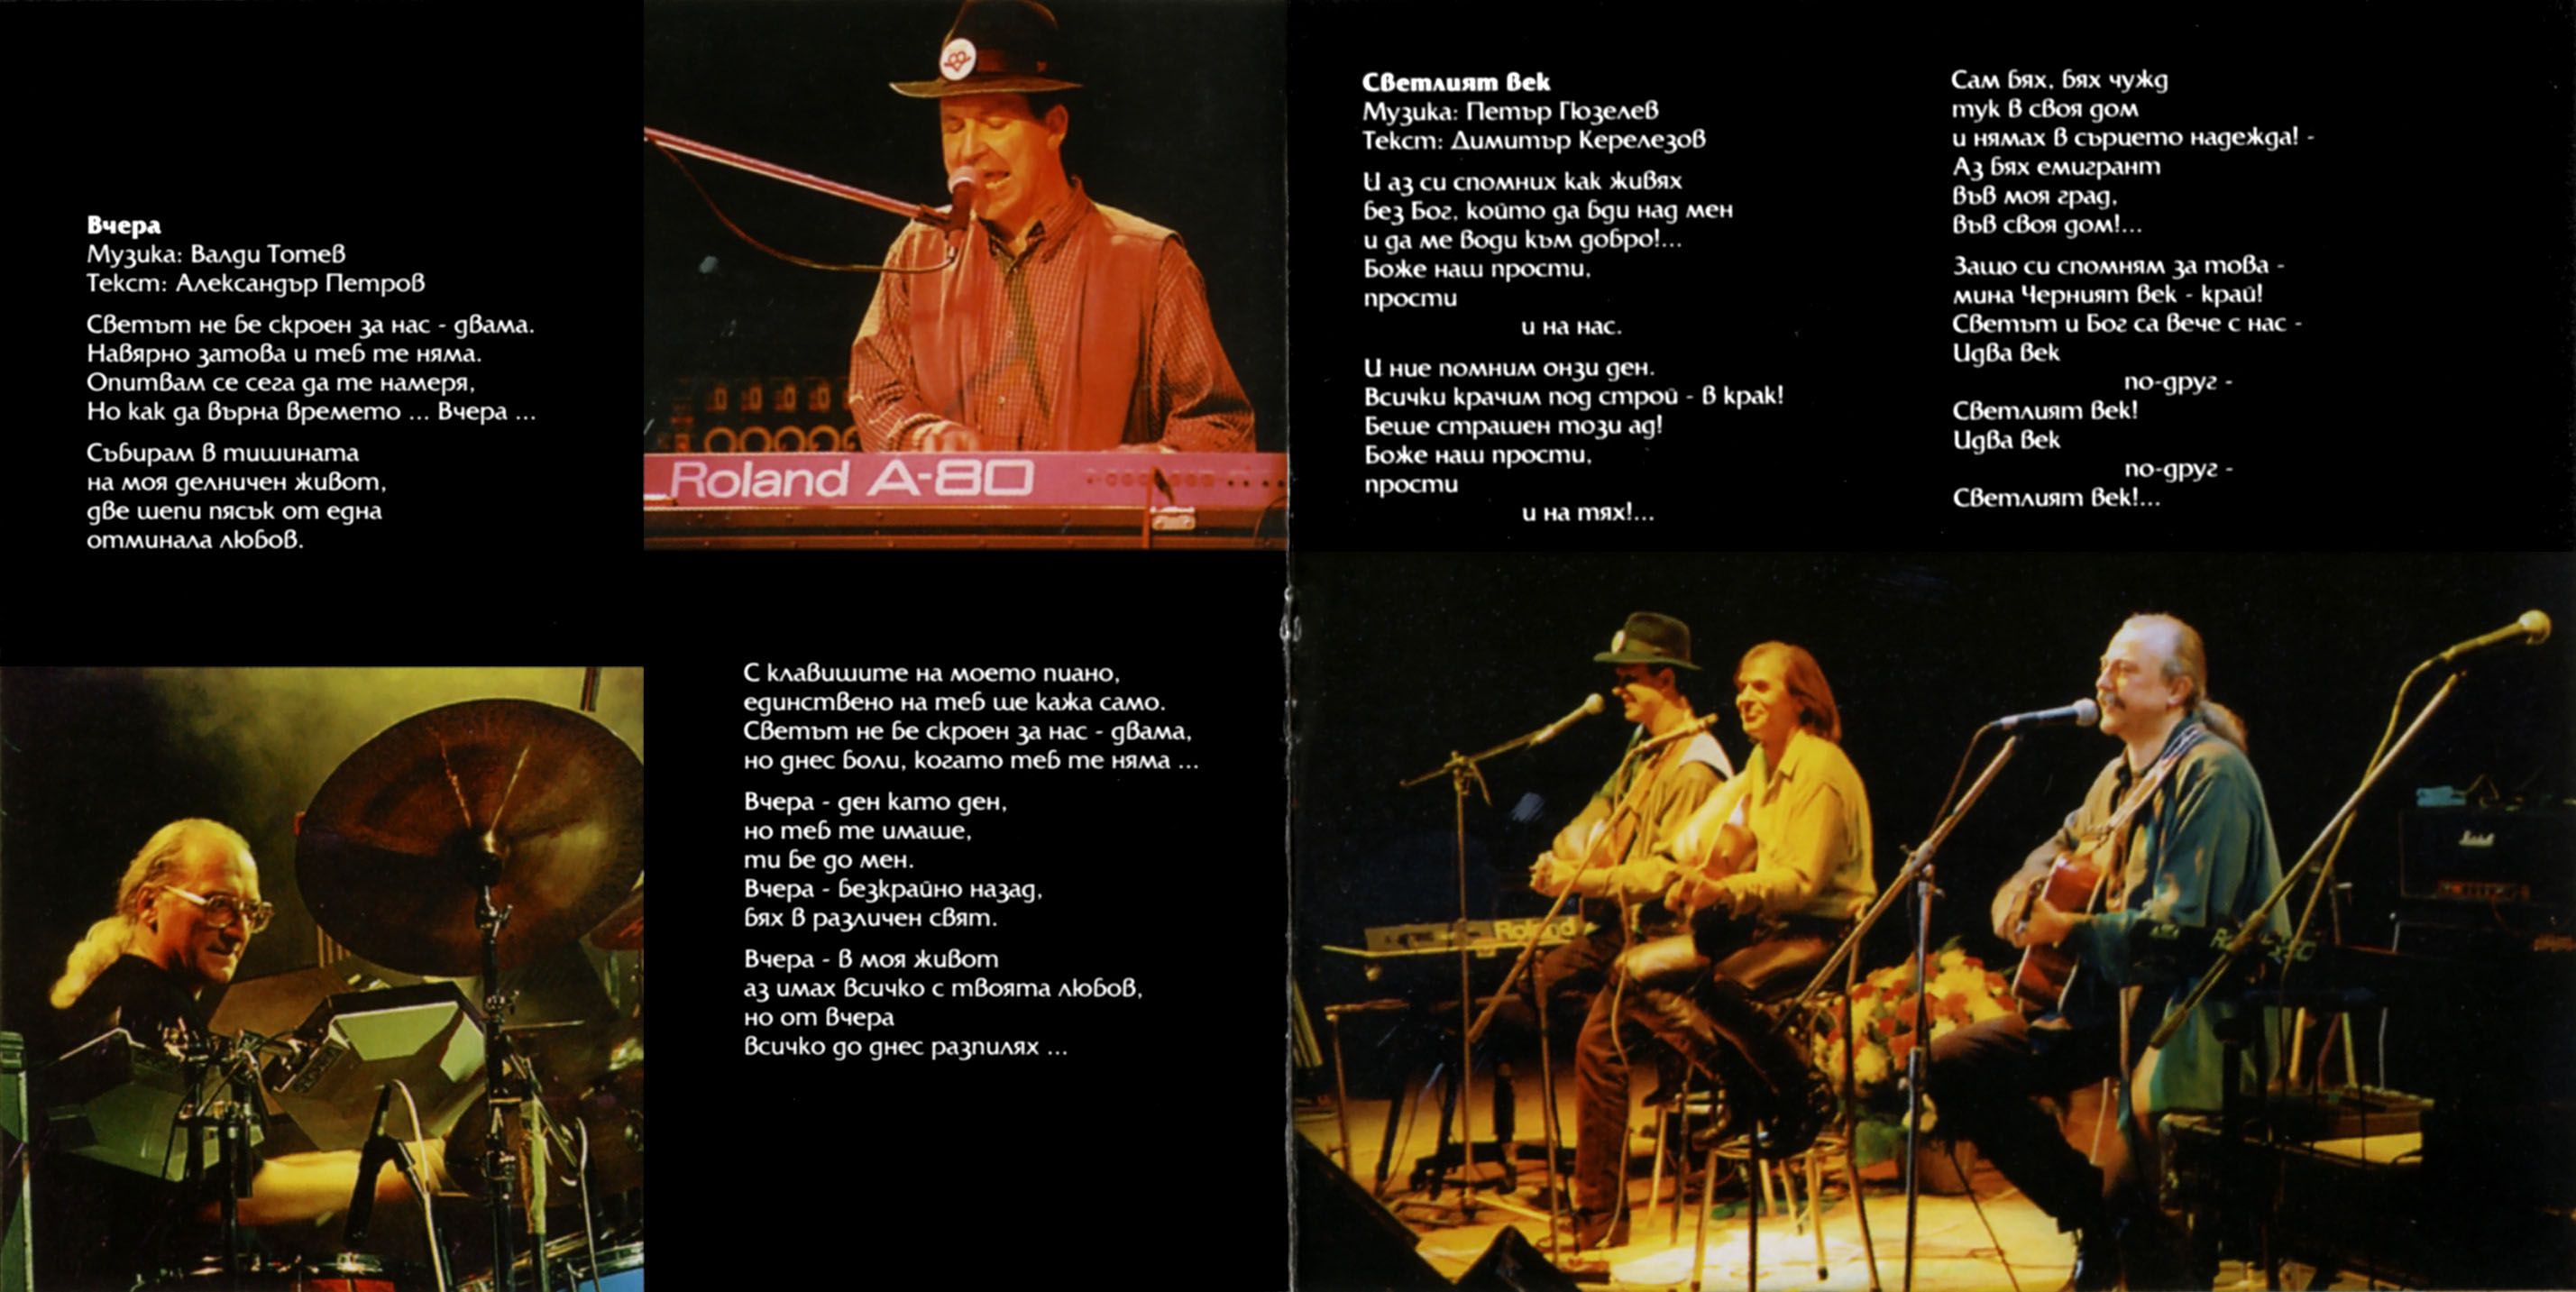 Вчера
Музика: Валди Тотев
Текст: Александър Петров
Светът не бе скроен за нас - двама.
Навярно затова и теб те няма.
Опитвам се сега да те намеря,
Но как да върна времето ... Вчера ...
Събирам в тишината
на моя делничен живот,
две шепи пясък от една
отминала любов.
Roland A-80
С клавишите на моето пиано,
единствено на теб ше кажа само.
Светът не бе скроен за нас - двама,
но днес боли, когато теб те няма ...
Вчера - ден като ден,
но теб те имаше,
ти бе до мен.
Вчера - безкрайно назад,
бях в различен свят.
Вчера - в моя живот
аз имах всичко с твоята любов,
но от вчера
всичко до днес разпилях ...
Светлият век
Музика: Петър Гюзелев
Текст: Димитър Керелезов
И аз си спомних как живях
без Бог, който да бди над мен
и да ме води към добро!...
Боже наш прости,
прости
и на нас.
И ние помним онзи ден.
Всички крачим под строй - в крак!
Беше страшен този ад!
Боже наш прости,
прости
и на тях!...
Сам бях, бях чужд
тук в своя дом
и нямах в сърцето надежда! -
Аз бях емигрант
във моя град,
във своя дом!...
Зашо си спомням за това -
мина Черният век - край!
Светът и Бог са вече с нас -
Идва век
по-друг -
Светлият век!
Идва век
по-друг -
Светлият век!...
Roland
Marshall